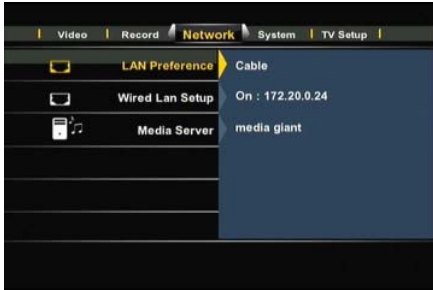 Video Record Network System TV Setup
LAN Preference Cable
Wired Lan Setup On : 172.20.0.24
Media Server media giant